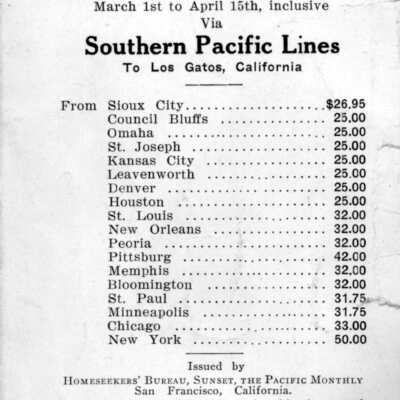 March 1st to April 15th, inclusive
Via
Southern Pacific Lines
To Los Gatos, California
From Sioux City.................$26.95
Council Bluffs ................ 25.00
Omaha ........................ 25.00
St. Joseph .................... 25.00
Kansas City ................... 25.00
Leavenworth .................. 25.00
Denver ........................ 25.00
Houston ....................... 25.00
St. Louis ...................... 32.00
New Orleans .................. 32.00
Peoria ........................ 32.00
Pittsburg ..................... 42.00
Memphis ...................... 32.00
Bloomington .................. 32.00
St. Paul ....................... 31.75
Minneapolis ................... 31.75
Chicago ....................... 33.00
New York ..................... 50.00
Issued by
HOMESEEKERS' BUREAU, SUNSET, THE PACIFIC MONTHLY
San Francisco, California.